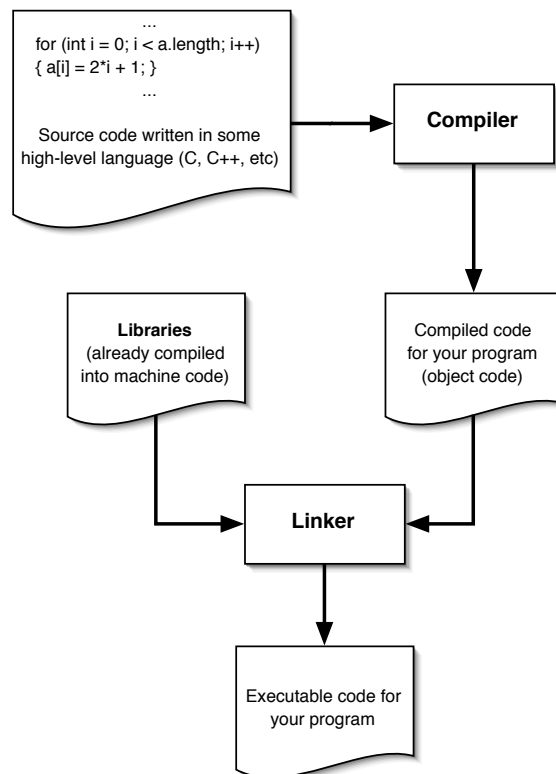 ...
for (int i = 0; i < a.length; i++)
{ a[i] = 2*i + 1; }
...
Source code written in some
high-level language (C, C++, etc)
Compiler
Libraries
(already compiled
into machine code)
Compiled code
for your program
(object code)
Linker
Executable code for
your program